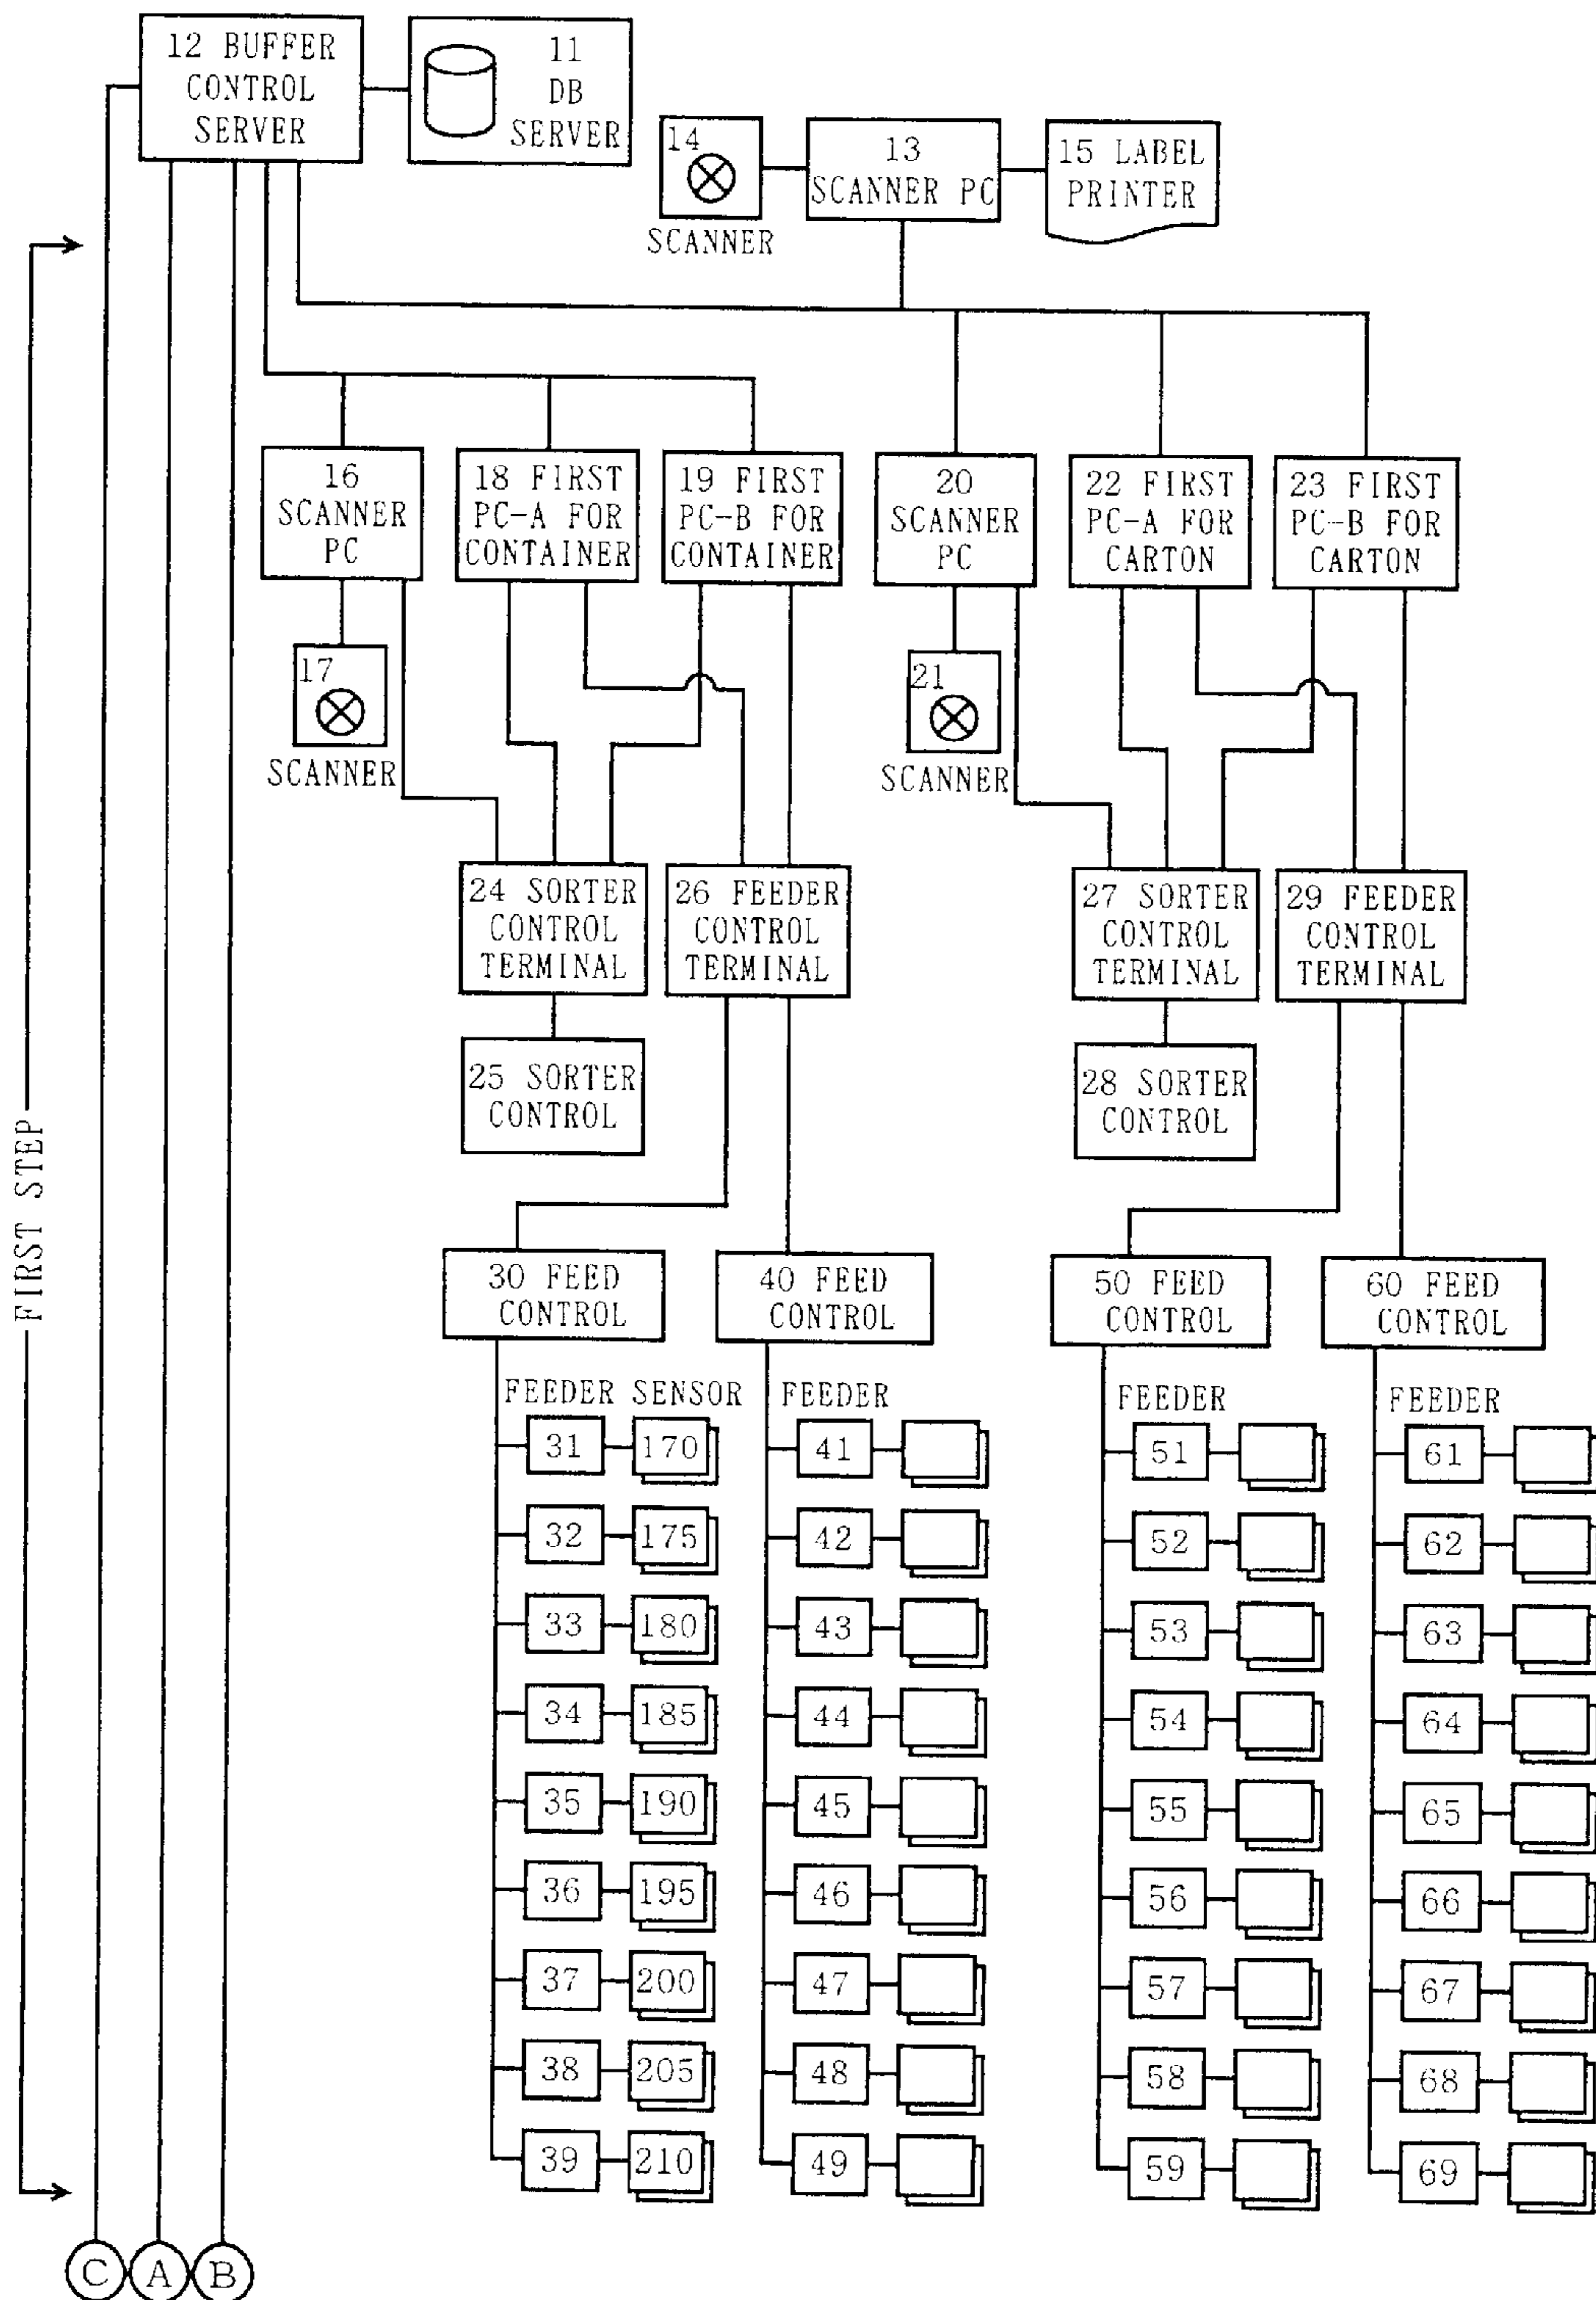 12 BUFFER
CONTROL
SERVER
11
DB
SERVER
14
SCANNER
13
SCANNER PC
15 LABEL
PRINTER
FIRST STEP
16
SCANNER
PC
18 FIRST
PC-A FOR
CONTAINER
19 FIRST
PC-B FOR
CONTAINER
20
SCANNER
PC
22 FIRST
PC-A FOR
CARTON
23 FIRST
PC-B FOR
CARTON
17
SCANNER
21
SCANNER
24 SORTER
CONTROL
TERMINAL
26 FEEDER
CONTROL
TERMINAL
27 SORTER
CONTROL
TERMINAL
29 FEEDER
CONTROL
TERMINAL
25 SORTER
CONTROL
28 SORTER
CONTROL
30 FEED
CONTROL
40 FEED
CONTROL
50 FEED
CONTROL
60 FEED
CONTROL
FEEDER SENSOR
FEEDER
FEEDER
FEEDER
31 170 41 51 61
32 175 42 52 62
33 180 43 53 63
34 185 44 54 64
35 190 45 55 65
36 195 46 56 66
37 200 47 57 67
38 205 48 58 68
39 210 49 59 69
C A B